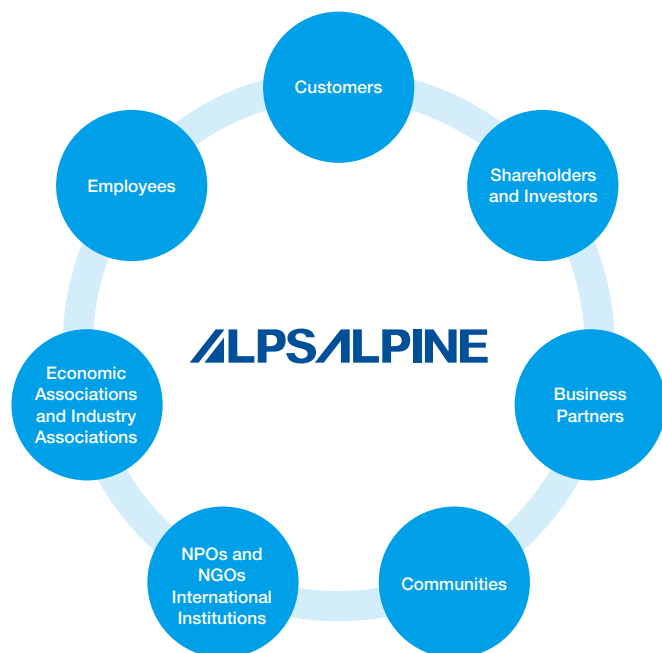 Customers
Shareholders
and Investors
Employees
ALPSALPINE
Economic
Associations
and Industry
Associations
Business
Partners
NPOs and
NGOs
International
Institutions
Communities